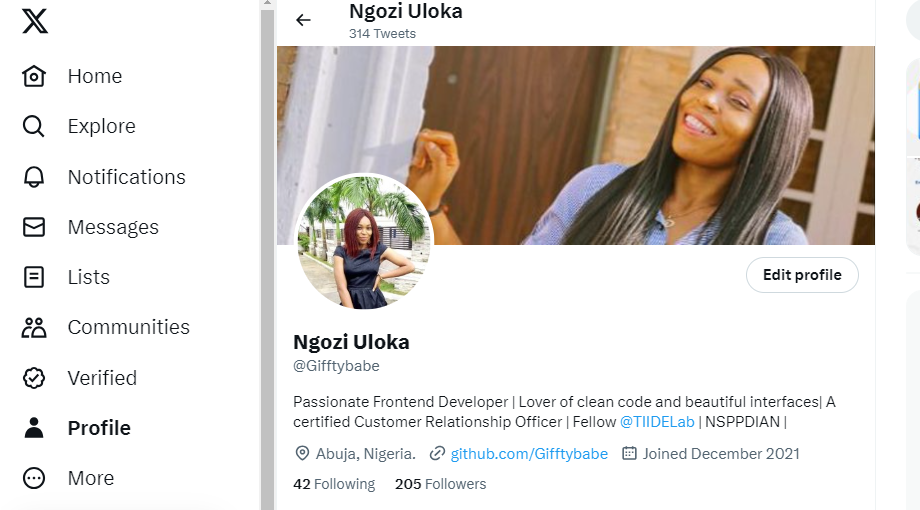 X
Home
Explore
Notifications
Messages
Lists
Communities
Verified
Profile
More
Ngozi Uloka
314 Tweets
Edit profile
Ngozi Uloka
@Gifftybabe
Passionate Frontend Developer | Lover of clean code and beautiful interfaces| A
certified Customer Relationship Officer | Fellow @TIIDELab | NSPPDIAN |
Abuja, Nigeria. github.com/Gifftybabe Joined December 2021
42 Following 205 Followers